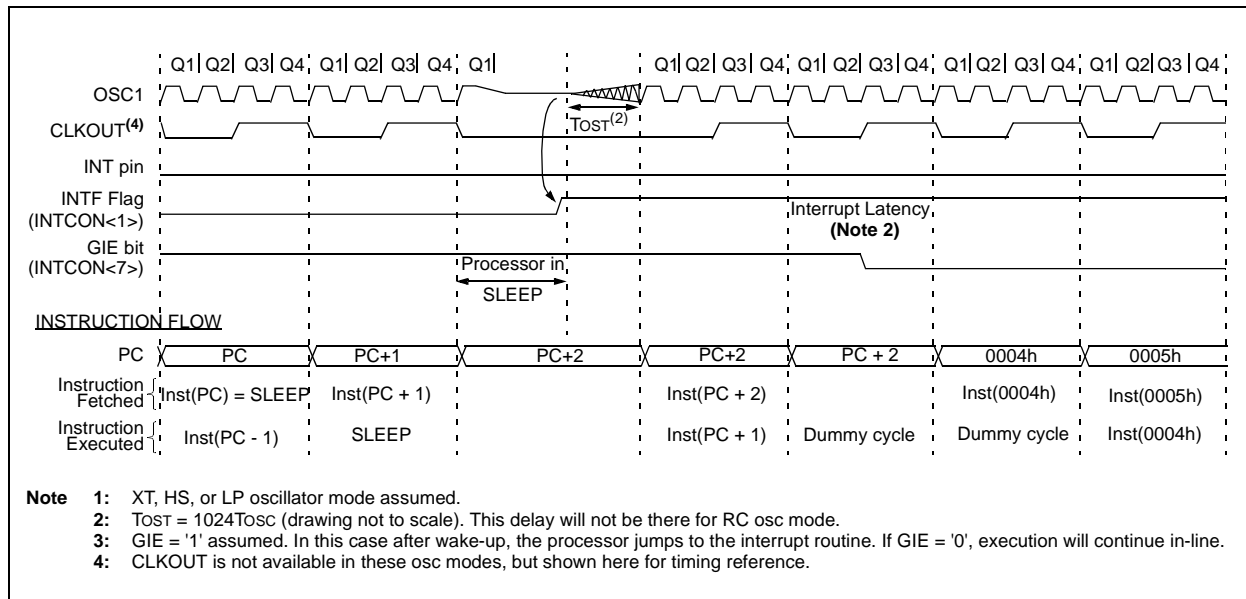 Q1 Q2 Q3 Q4 Q1 Q2 Q3 Q4 Q1 Q1 Q2 Q3 Q4 Q1 Q2 Q3 Q4 Q1 Q2 Q3 Q4 Q1 Q2 Q3 Q4
OSC1
TOST(2)
CLKOUT(4)
INT pin
INTF Flag
(INTCON<1>)
Interrupt Latency
(Note 2)
GIE bit
(INTCON<7>)
Processor in
SLEEP
INSTRUCTION FLOW
PC PC PC+1 PC+2 PC+2 PC + 2 0004h 0005h
Instruction
Fetched
Inst(PC) = SLEEP Inst(PC + 1) Inst(PC + 2) Inst(0004h) Inst(0005h)
Instruction
Executed
Inst(PC - 1) SLEEP Inst(PC + 1) Dummy cycle Dummy cycle Inst(0004h)
Note 1: XT, HS, or LP oscillator mode assumed.
2: TOST = 1024TOSC (drawing not to scale). This delay will not be there for RC osc mode.
3: GIE = '1' assumed. In this case after wake-up, the processor jumps to the interrupt routine. If GIE = '0', execution will continue in-line.
4: CLKOUT is not available in these osc modes, but shown here for timing reference.